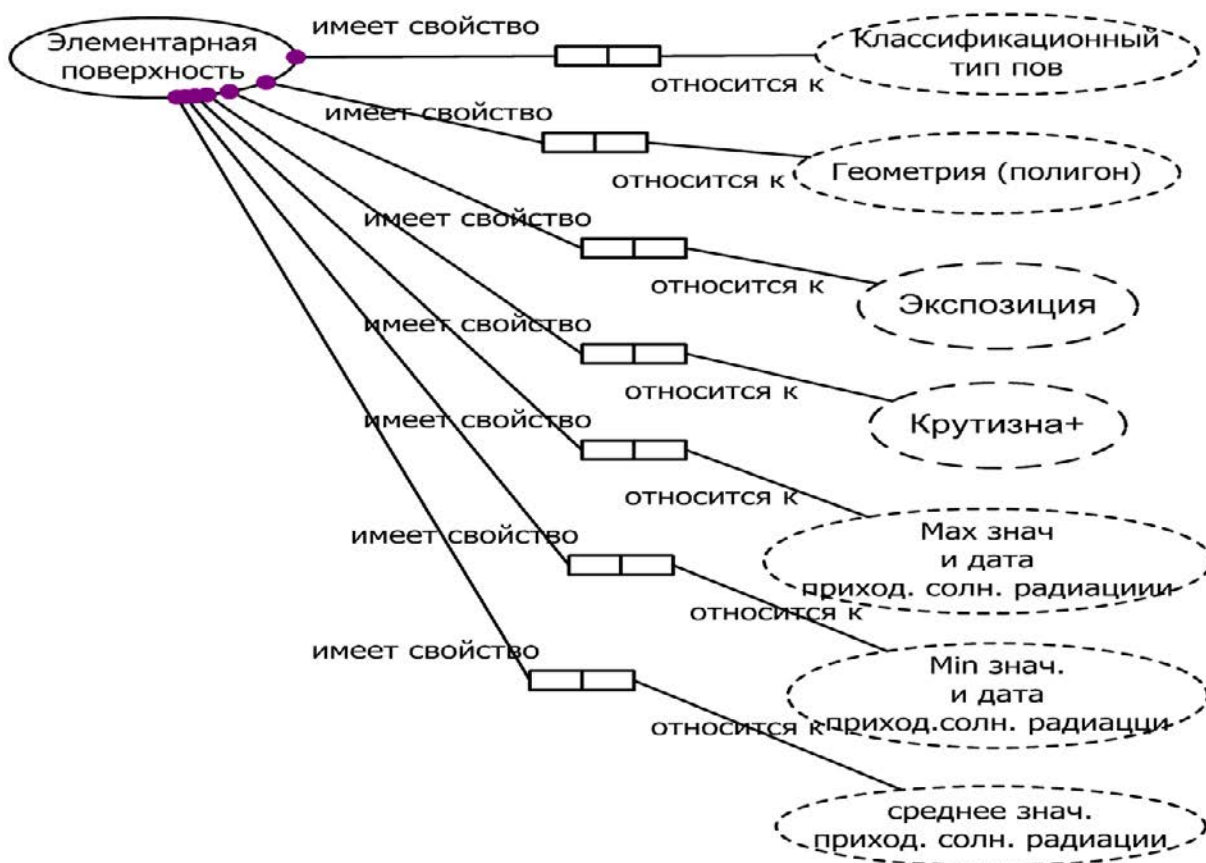 имеет свойство
Элементарная
поверхность
Классификационный
тип пов
относится к
имеет свойство
Геометрия (полигон)
относится к
имеет свойство
относится к
Экспозиция
имеет свойство
относится к
Крутизна+
имеет свойство
относится к
Max знач
и дата
приход. солн. радиациии
имеет свойство
относится к
Min знач.
и дата
приход.солн. радиацци
имеет свойство
относится к
среднее знач.
приход. солн. радиации